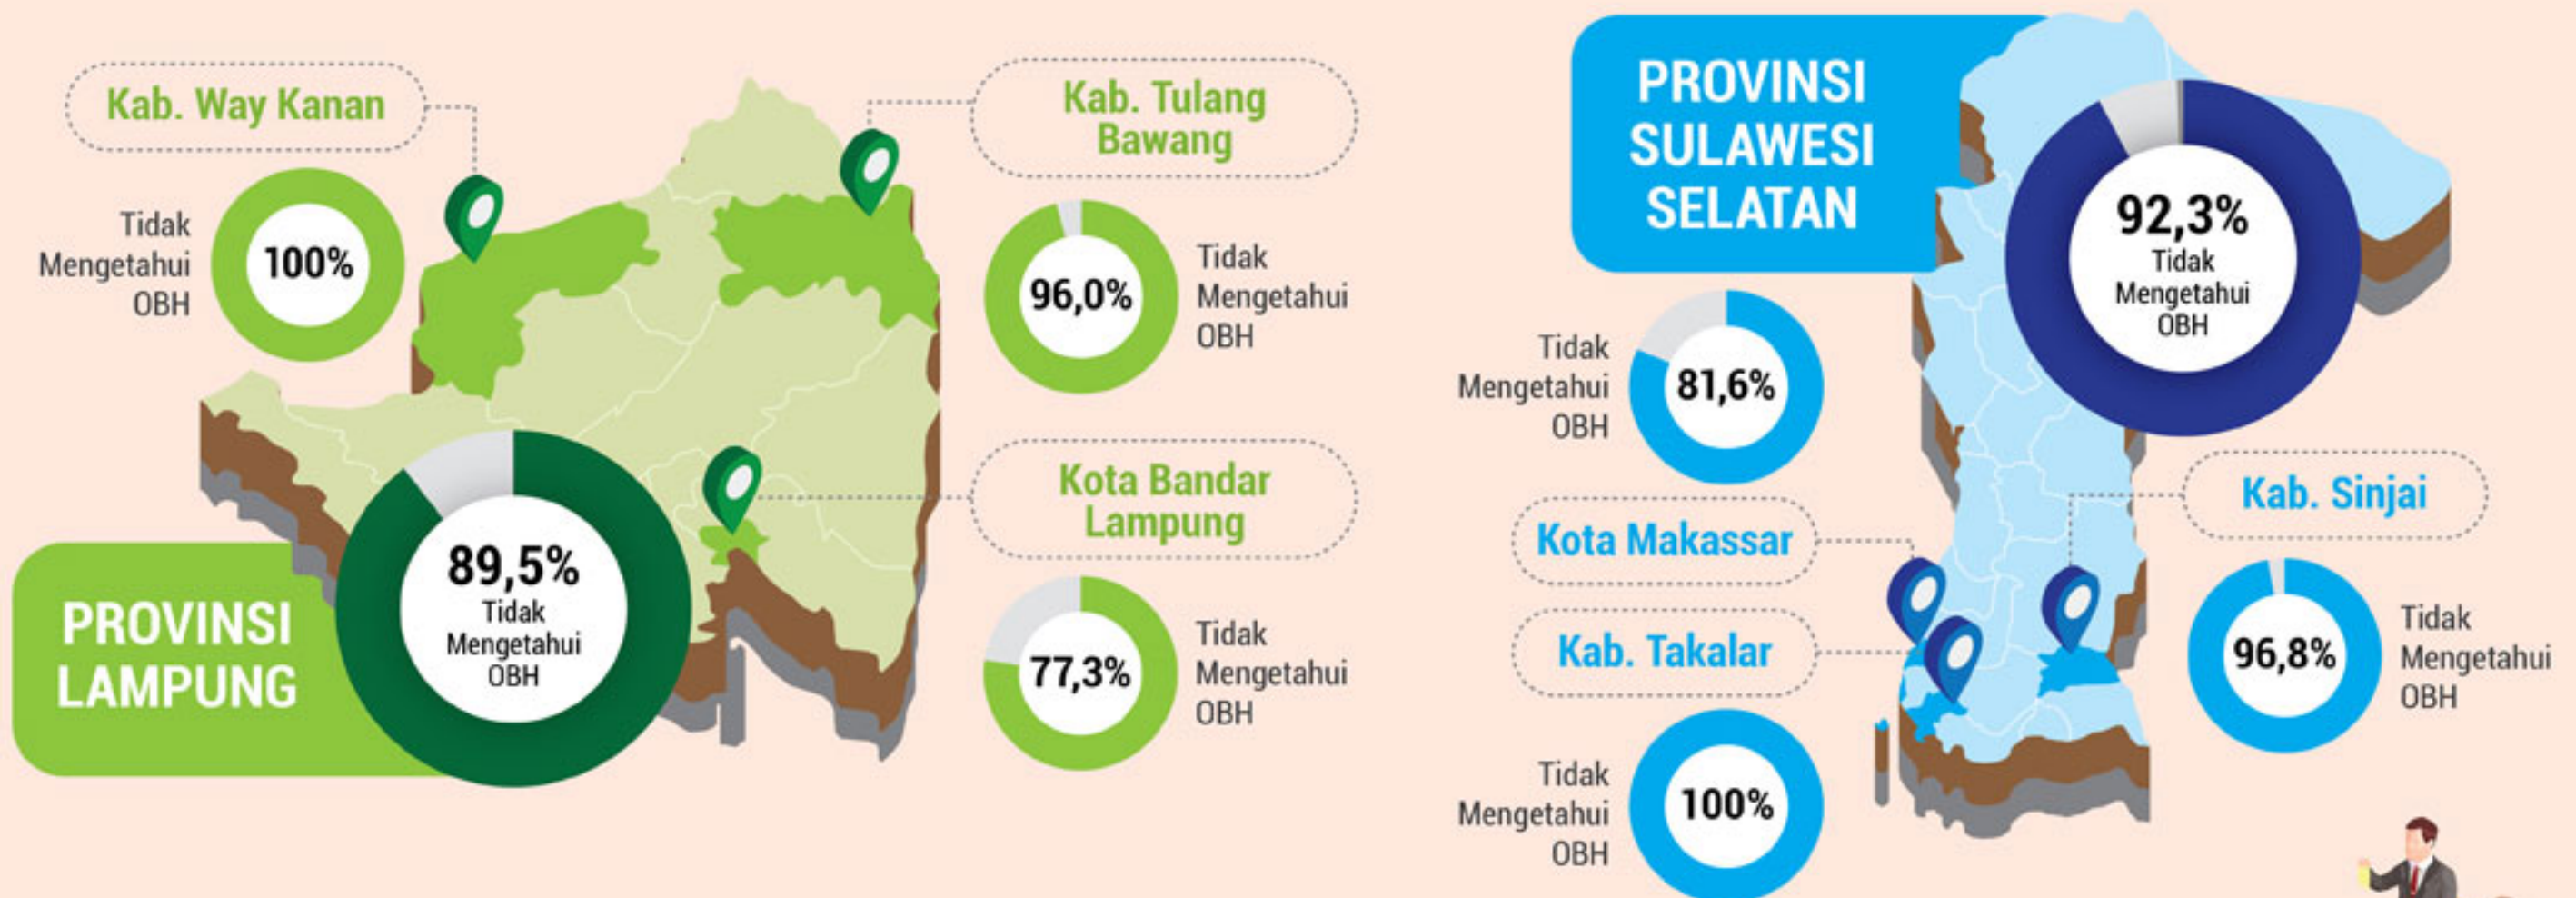 Kab. Way Kanan
Tidak
Mengetahui
OBH
100%
Kab. Tulang
Bawang
96,0%
Tidak
Mengetahui
OBH
Kota Bandar
Lampung
77,3%
Tidak
Mengetahui
OBH
89,5%
Tidak
Mengetahui
OBH
PROVINSI
LAMPUNG
PROVINSI
SULAWESI
SELATAN
92,3%
Tidak
Mengetahui
OBH
Tidak
Mengetahui
OBH
81,6%
Kota Makassar
Kab. Takalar
Tidak
Mengetahui
OBH
100%
Kab. Sinjai
96,8%
Tidak
Mengetahui
OBH